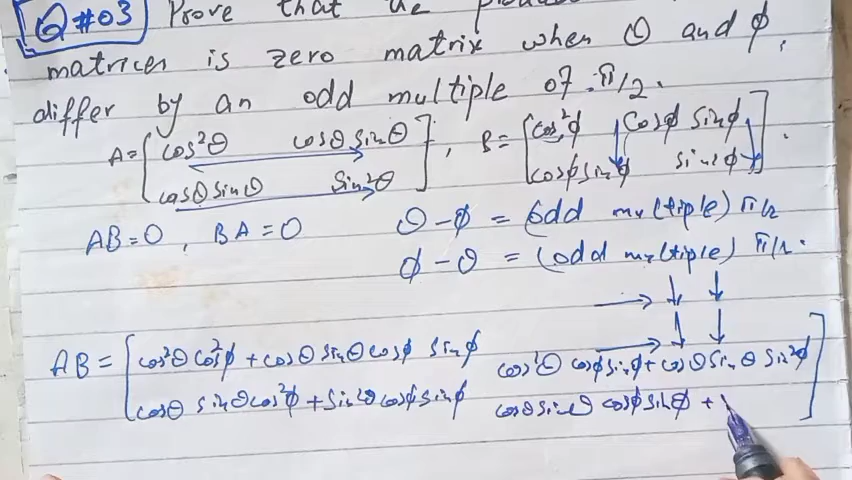 Q#03 Prove that the
matrices is zero matrix when θ and φ,
differ by an odd multiple of π/2.
A = [cos²θ cosθ sinθ], B = [cos²φ cosφ sinφ].
[cosθ sinθ sin²θ] [cosφ sinφ sin²φ]
AB=0, BA=0 θ-φ = (odd multiple) π/2
φ-θ = (odd multiple) π/2.
AB = [cos²θ cos²φ + cosθ sinθ cosφ sinφ cos²θ cosφ sinφ + cosθ sinθ sin²φ]
[cosθ sinθ cos²φ + sin²θ cosφ sinφ cosθ sinθ cosφ sinφ +]